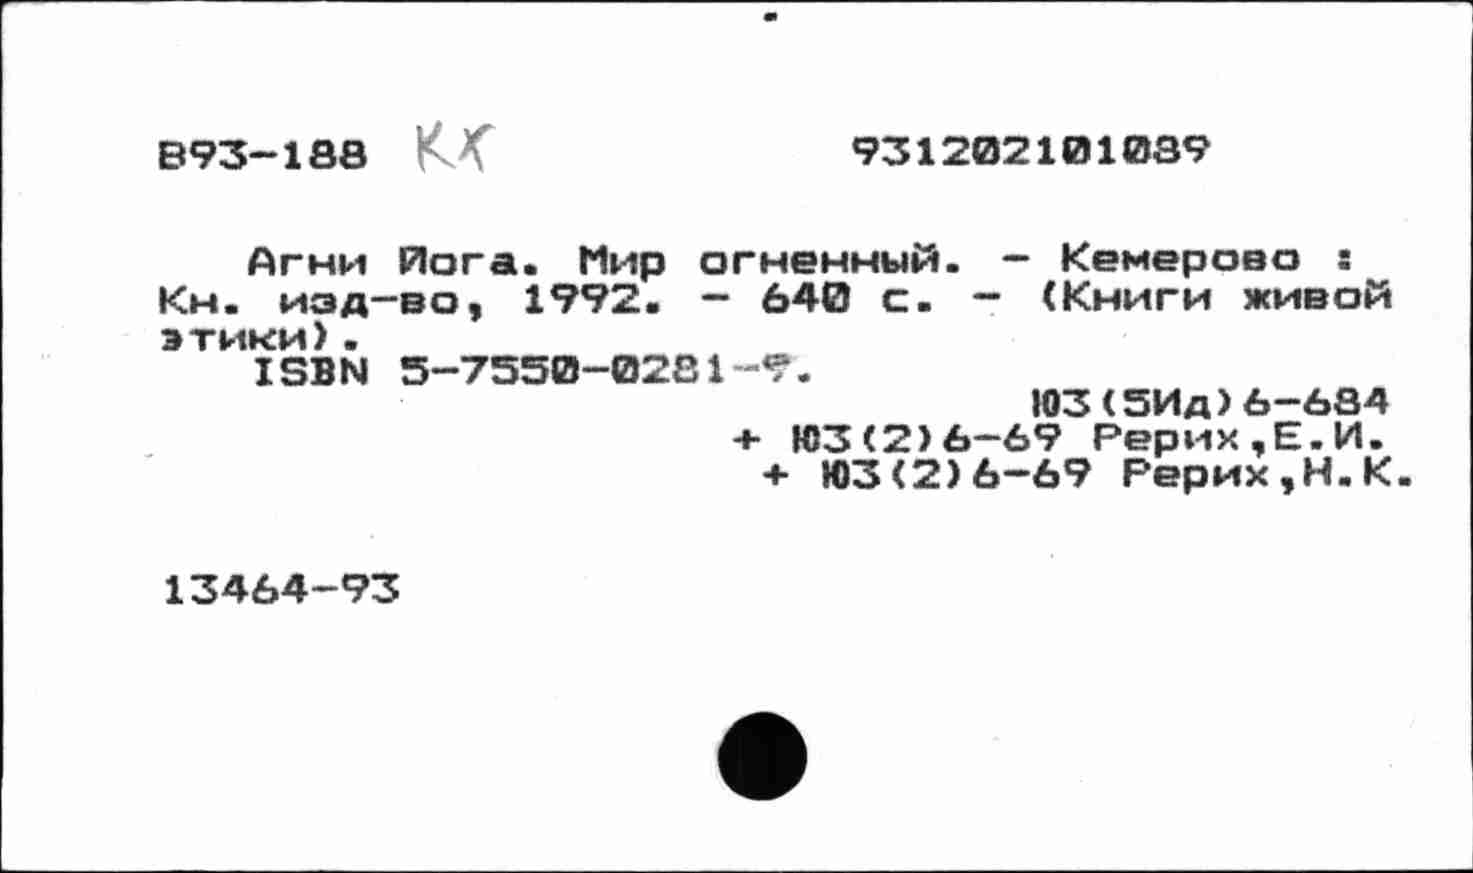 В93-188 КХ 931202101089
Агни Йога. Мир огненный. - Кемерово :
Кн. изд-во, 1992. - 640 с. - (Книги живой
этики).
ISBN 5-7550-0281-9.
Ю3(5Ид)6-684
+ Ю3(2)6-69 Рерих,Е.И.
+ Ю3(2)6-69 Рерих,Н.К.
13464-93